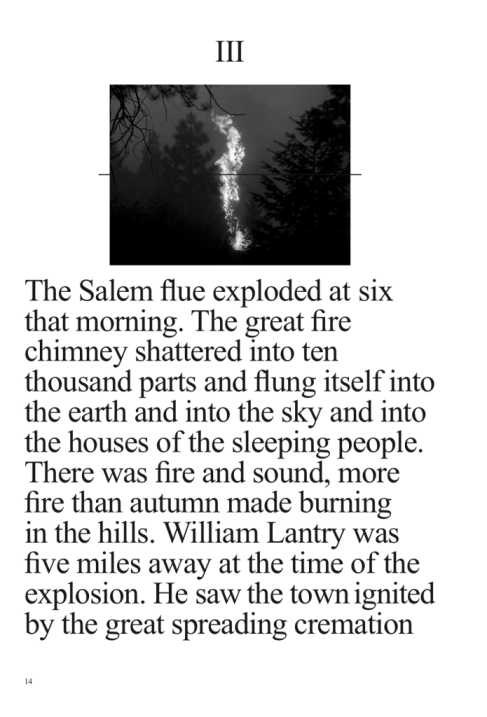 III
The Salem flue exploded at six
that morning. The great fire
chimney shattered into ten
thousand parts and flung itself into
the earth and into the sky and into
the houses of the sleeping people.
There was fire and sound, more
fire than autumn made burning
in the hills. William Lantry was
five miles away at the time of the
explosion. He saw the town ignited
by the great spreading cremation
14